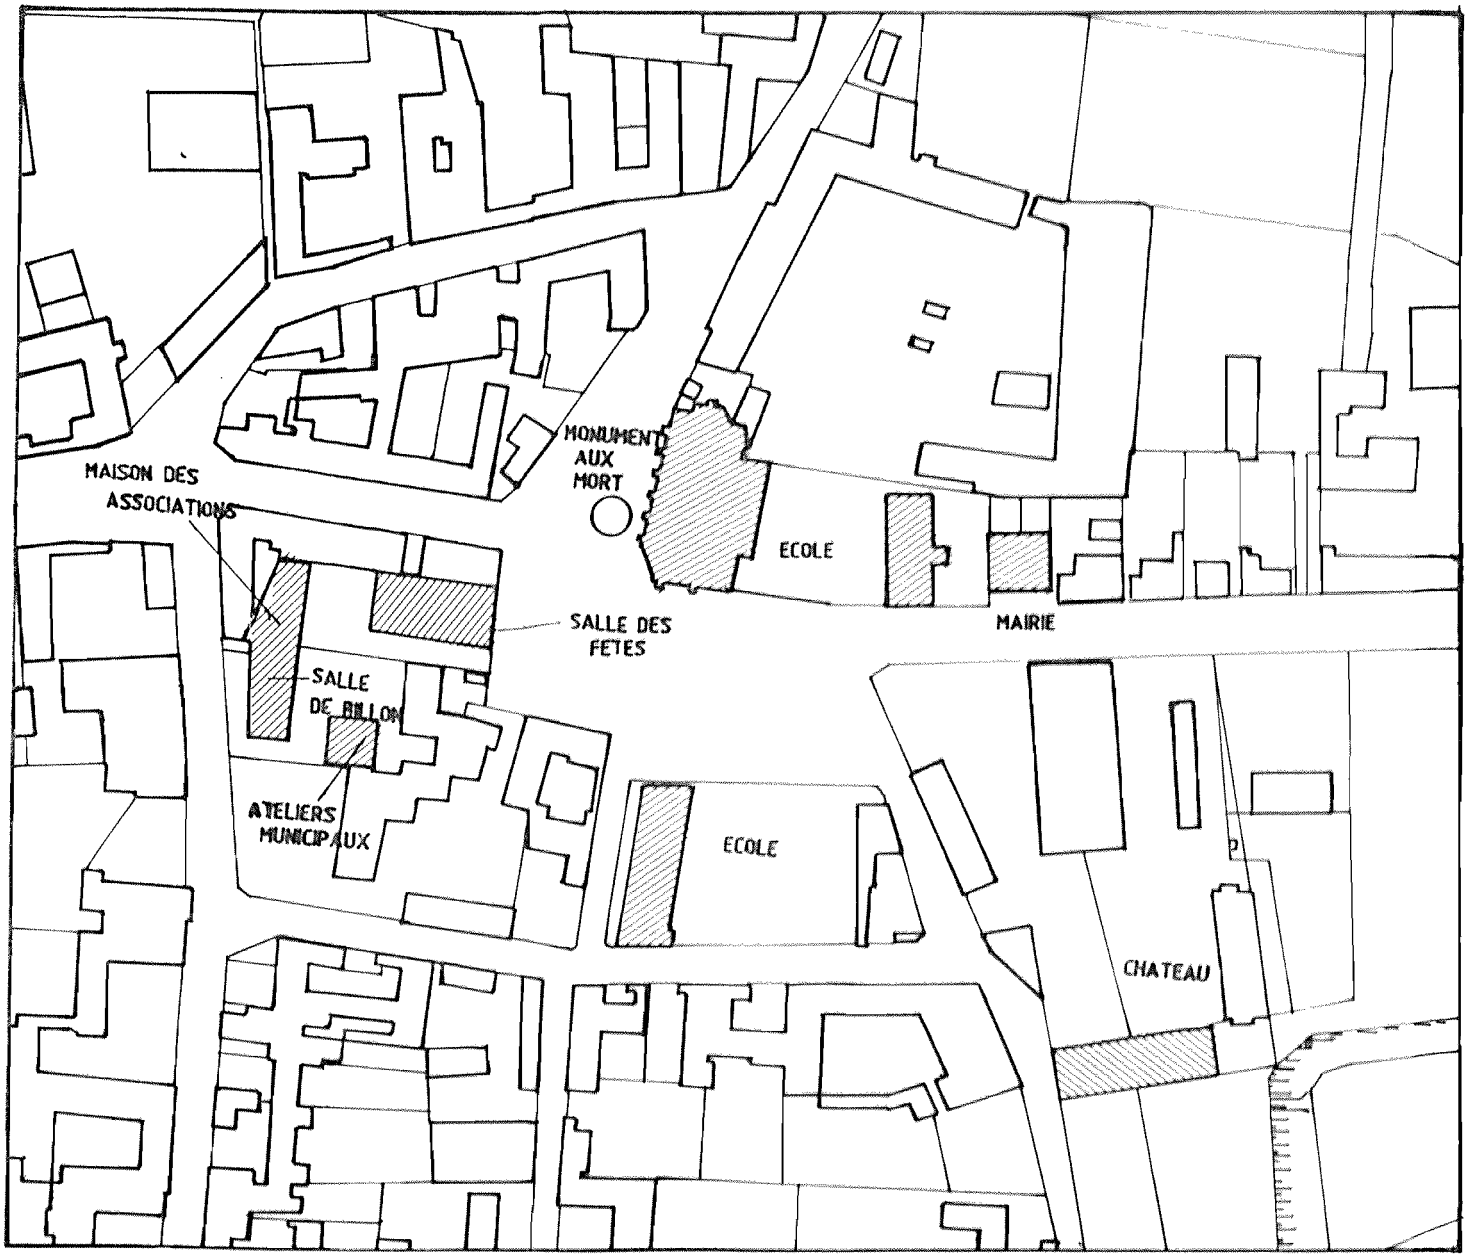 MONUMENT
AUX
MORT
MAISON DES
ASSOCIATIONS
ECOLE
SALLE DES
FETES
MAIRIE
SALLE
DE BILLON
ATELIERS
MUNICIPAUX
ECOLE
CHATEAU